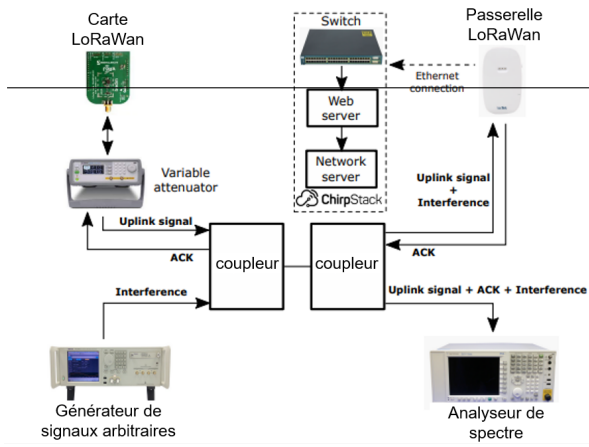 Carte
LoRaWan
Switch
Passerelle
LoRaWan
Ethernet
connection
Web
server
Network
server
ChirpStack
Variable
attenuator
Uplink signal
ACK
Interference
coupleur
coupleur
Uplink signal
+
Interference
ACK
Uplink signal + ACK + Interference
Générateur de
signaux arbitraires
Analyseur de
spectre